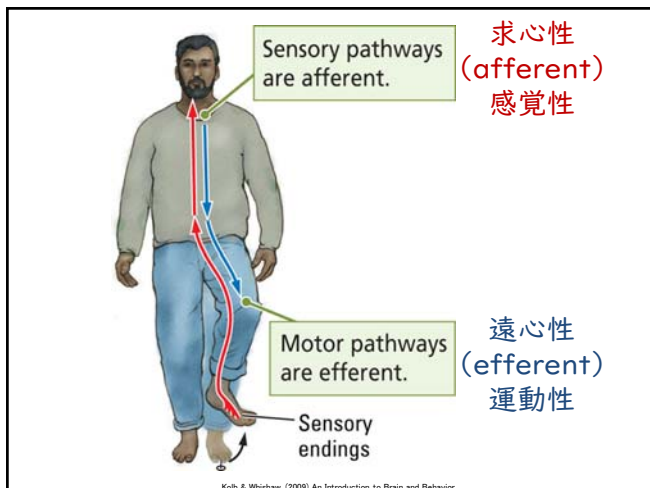 Sensory pathways
are afferent.
求心性
(afferent)
感覚性
Motor pathways
are efferent.
遠心性
(efferent)
運動性
Sensory
endings
Kolb & Whishaw (2009) An Introduction to Brain and Behavior